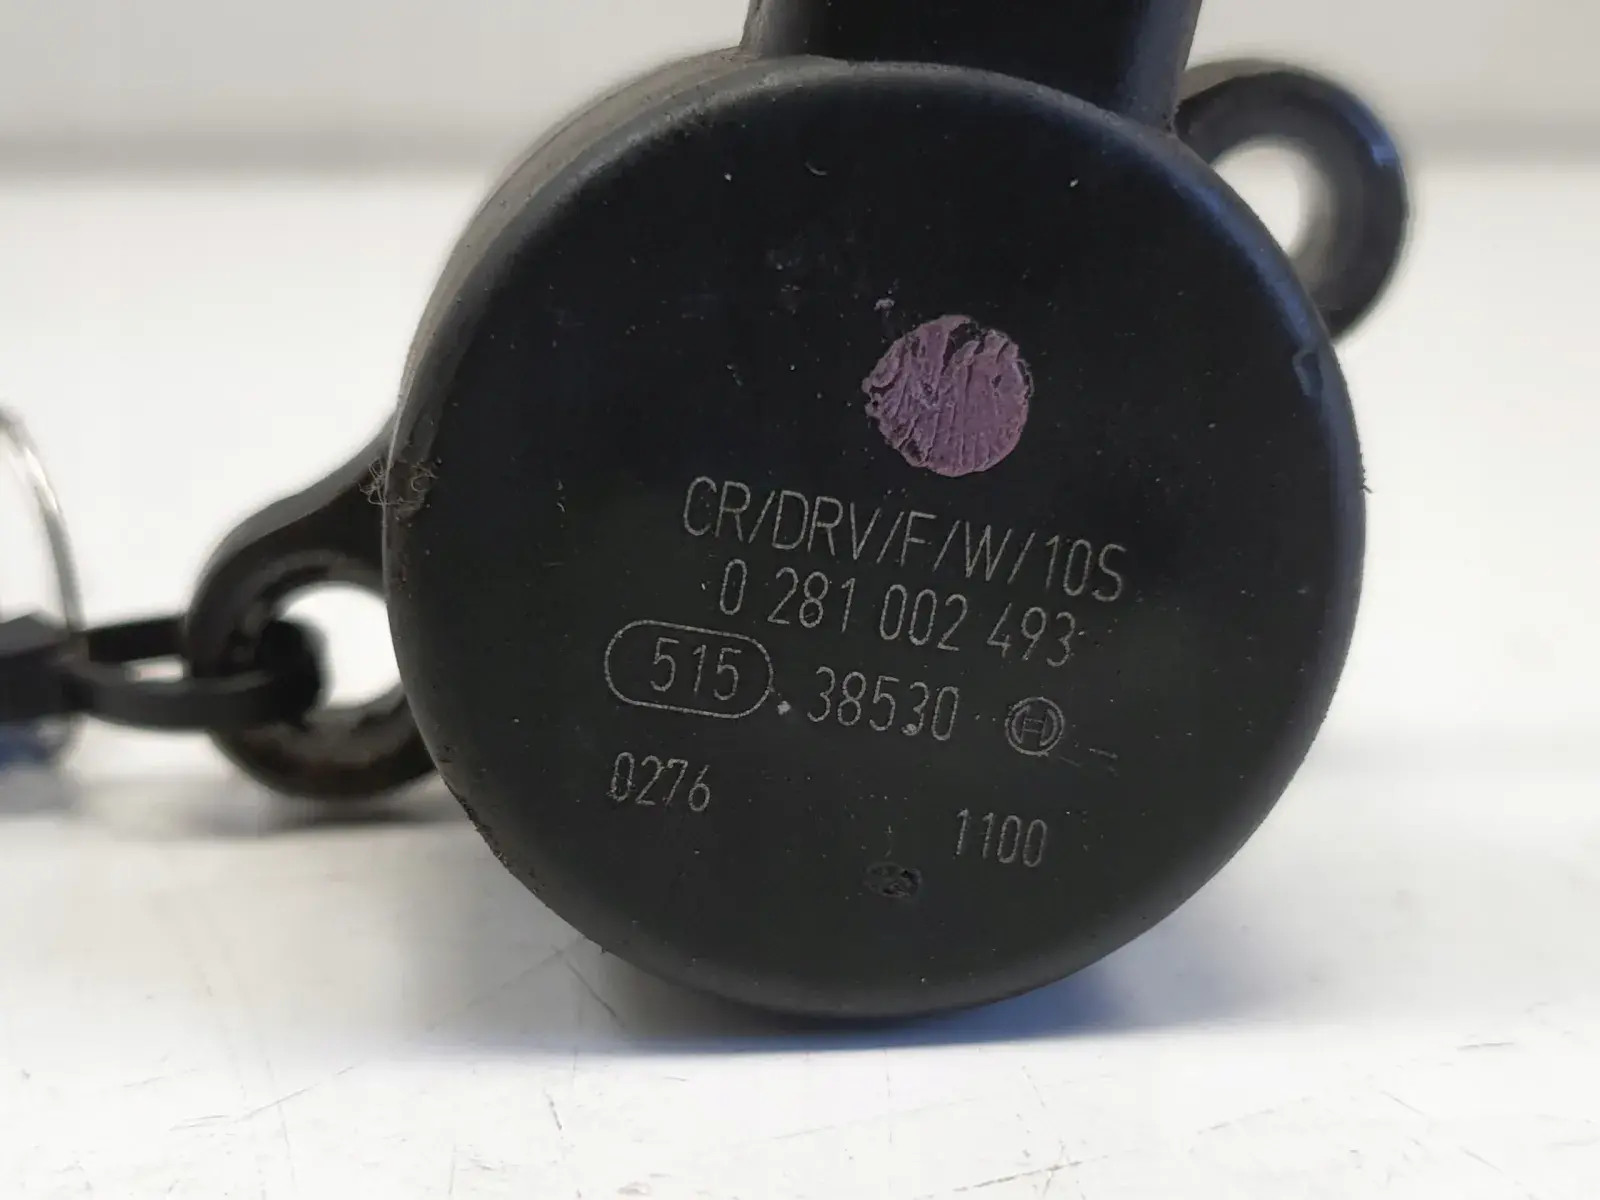 CR/DRV/F/W/10S
0 281 002 493
515 . 38530
0276 1100